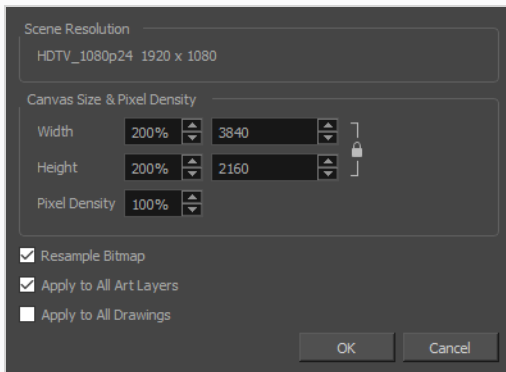 Scene Resolution
HDTV_1080p24 1920 x 1080
Canvas Size & Pixel Density
Width 200% 3840
Height 200% 2160
Pixel Density 100%
Resample Bitmap
Apply to All Art Layers
Apply to All Drawings
OK Cancel